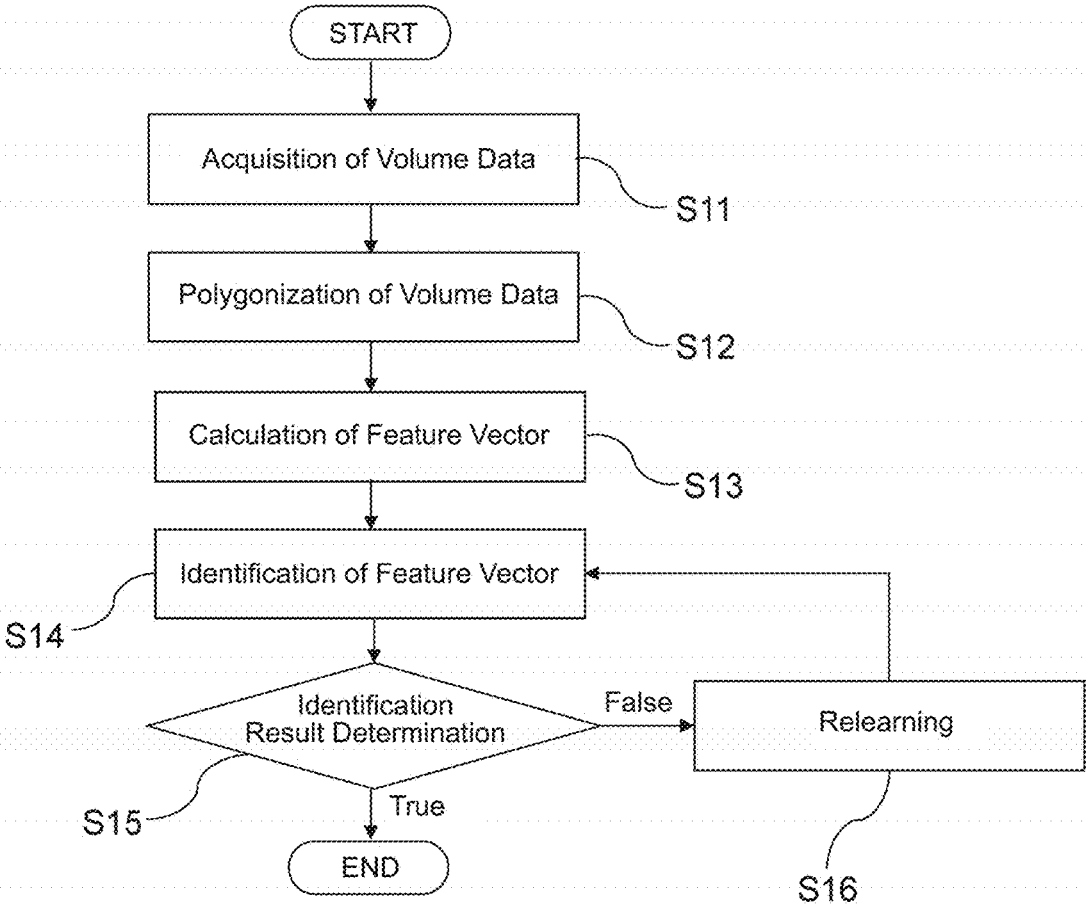 START
Acquisition of Volume Data
S11
Polygonization of Volume Data
S12
Calculation of Feature Vector
S13
Identification of Feature Vector
S14
Identification
Result Determination
False
Relearning
S15
True
S16
END